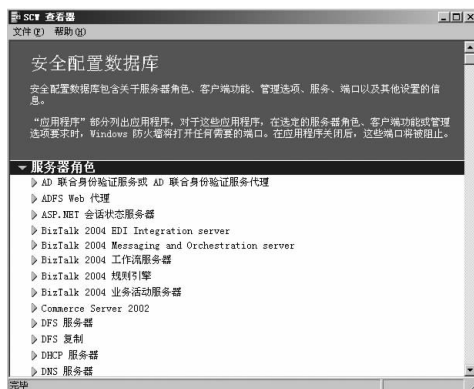 SCW 查看器
文件(F) 帮助(H)
安全配置数据库
安全配置数据库包含关于服务器角色、客户端功能、管理选项、服务、端口以及其他设置的信
息。
“应用程序”部分列出应用程序，对于这些应用程序，在选定的服务器角色、客户端功能或管理
选项要求时，Windows 防火墙将打开任何需要的端口。在应用程序关闭后，这些端口将被阻止。
服务器角色
AD 联合身份验证服务或 AD 联合身份验证服务代理
ADFS Web 代理
ASP.NET 会话状态服务器
BizTalk 2004 EDI Integration server
BizTalk 2004 Messaging and Orchestration server
BizTalk 2004 工作流服务器
BizTalk 2004 规则引擎
BizTalk 2004 业务活动服务器
Commerce Server 2002
DFS 服务器
DFS 复制
DHCP 服务器
DNS 服务器
完毕